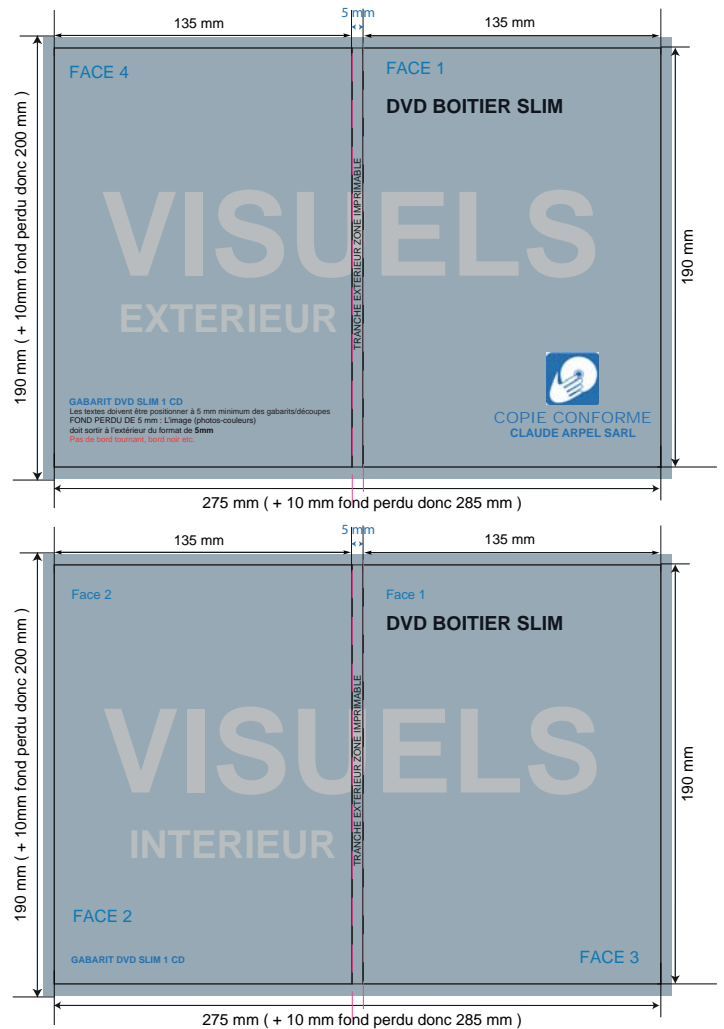 5 mm
135 mm
135 mm
FACE 4
FACE 1
DVD BOITIER SLIM
190 mm ( + 10mm fond perdu donc 200 mm )
VISUELS
EXTERIEUR
TRANCHE EXTERIEUR ZONE IMPRIMABLE
190 mm
GABARIT DVD SLIM 1 CD
Les textes doivent être positionner à 5 mm minimum des gabarits/découpes
FOND PERDU DE 5 mm : L'image (photos-couleurs)
doit sortir à l'extérieur du format de 5mm
Pas de bord tournant, bord noir etc.
COPIE CONFORME
CLAUDE ARPEL SARL
275 mm ( + 10 mm fond perdu donc 285 mm )
5 mm
135 mm
135 mm
Face 2
Face 1
DVD BOITIER SLIM
190 mm ( + 10mm fond perdu donc 200 mm )
VISUELS
INTERIEUR
TRANCHE EXTERIEUR ZONE IMPRIMABLE
190 mm
FACE 2
GABARIT DVD SLIM 1 CD
FACE 3
275 mm ( + 10 mm fond perdu donc 285 mm )